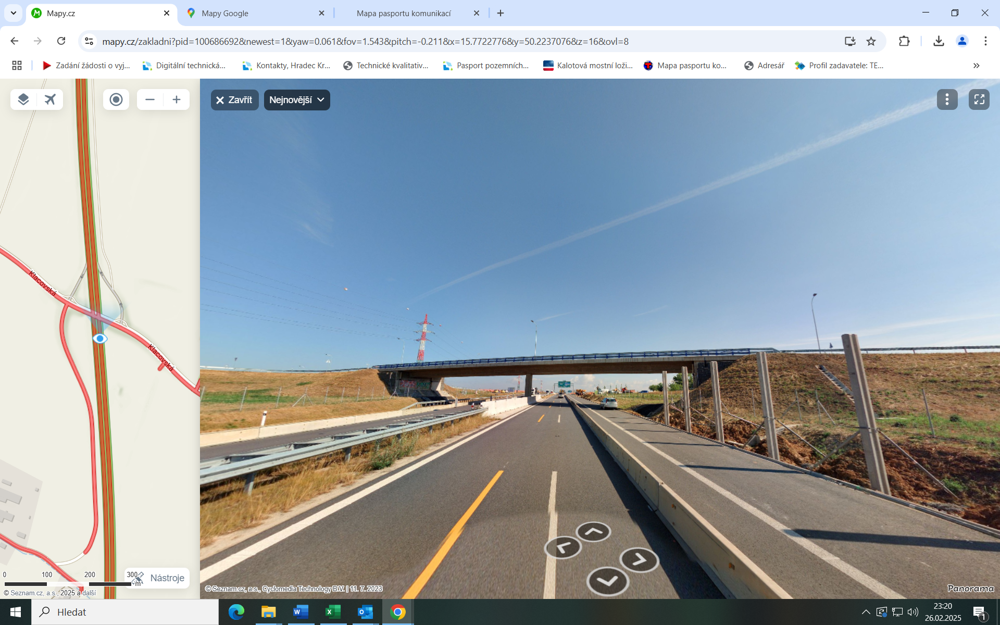 Mapy.cz
Mapy Google
Mapa pasportu komunikací
mapy.cz/zakladni?pid=100686692&newest=1&yaw=0.061&fov=1.543&pitch=-0.211&x=15.7722776&y=50.2237076&z=16&ovl=8
Zadání žádosti o vyj...
Digitální technická...
Kontakty, Hradec Kr...
Technické kvalitativ...
Pasport pozemních...
Kalotová mostní loži...
Mapa pasportu ko...
Adresář
Profil zadavatele: TE...
Zavřít
Nejnovější
Klacovská
Klacovská
0 100 200 300 m
Nástroje
© Seznam.cz, a.s., 2025 a další
© Seznam.cz, a.s., Cyclomedia Technology B.V. | 11. 7. 2023
Panorama
Hledat
23:20
26.02.2025
1